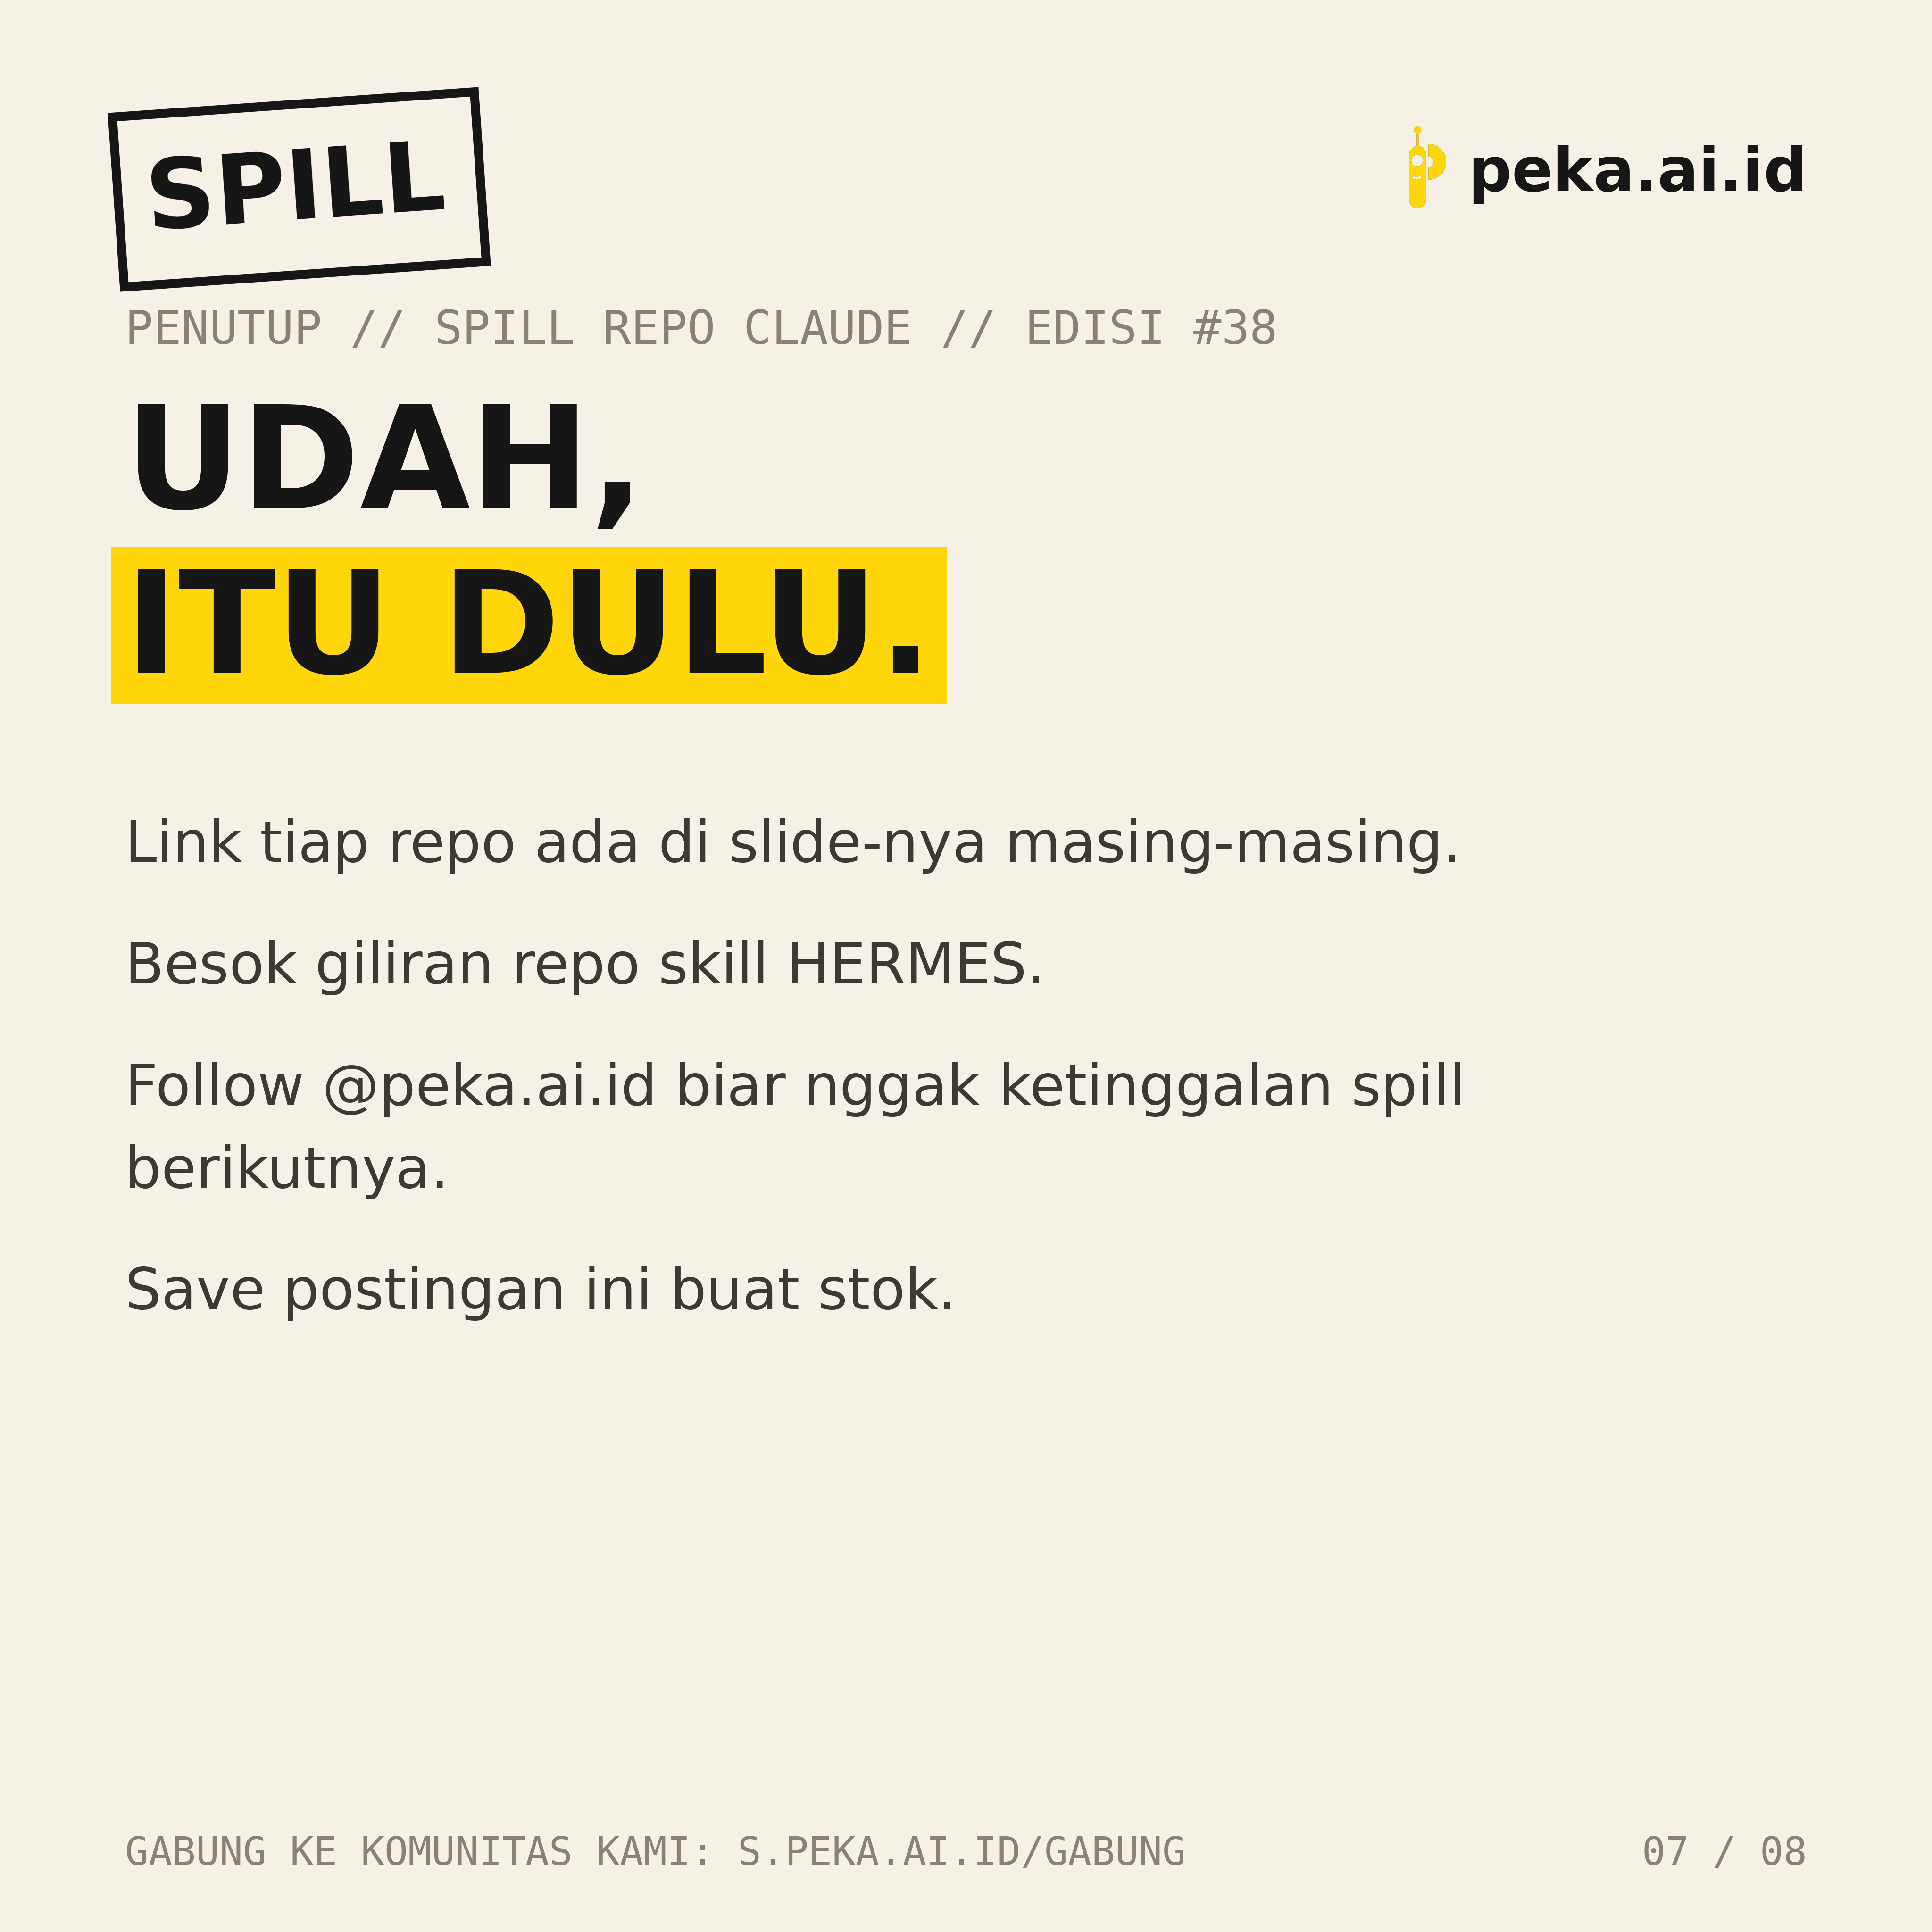 SPILL
peka.ai.id
PENUTUP // SPILL REPO CLAUDE // EDISI #38
UDAH,
ITU DULU.
Link tiap repo ada di slide-nya masing-masing.
Besok giliran repo skill HERMES.
Follow @peka.ai.id biar nggak ketinggalan spill
berikutnya.
Save postingan ini buat stok.
GABUNG KE KOMUNITAS KAMI: S.PEKA.AI.ID/GABUNG
07 / 08